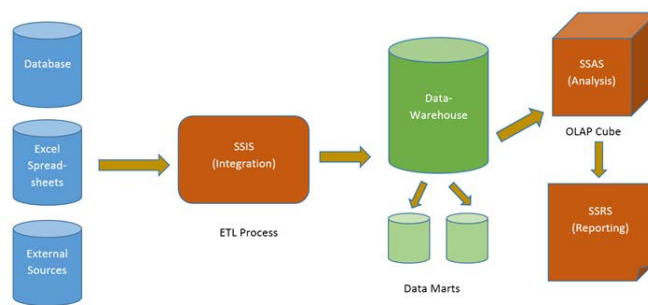 Database
Excel
Spread-
sheets
External
Sources
SSIS
(Integration)
ETL Process
Data-
Warehouse
Data Marts
SSAS
(Analysis)
OLAP Cube
SSRS
(Reporting)